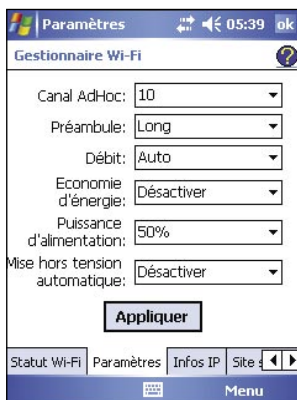 Paramètres 05:39 ok
Gestionnaire Wi-Fi ?
Canal AdHoc: 10
Préambule: Long
Débit: Auto
Economie
d'énergie: Désactiver
Puissance
d'alimentation: 50%
Mise hors tension
automatique: Désactiver
Appliquer
Statut Wi-Fi Paramètres Infos IP Site
Menu